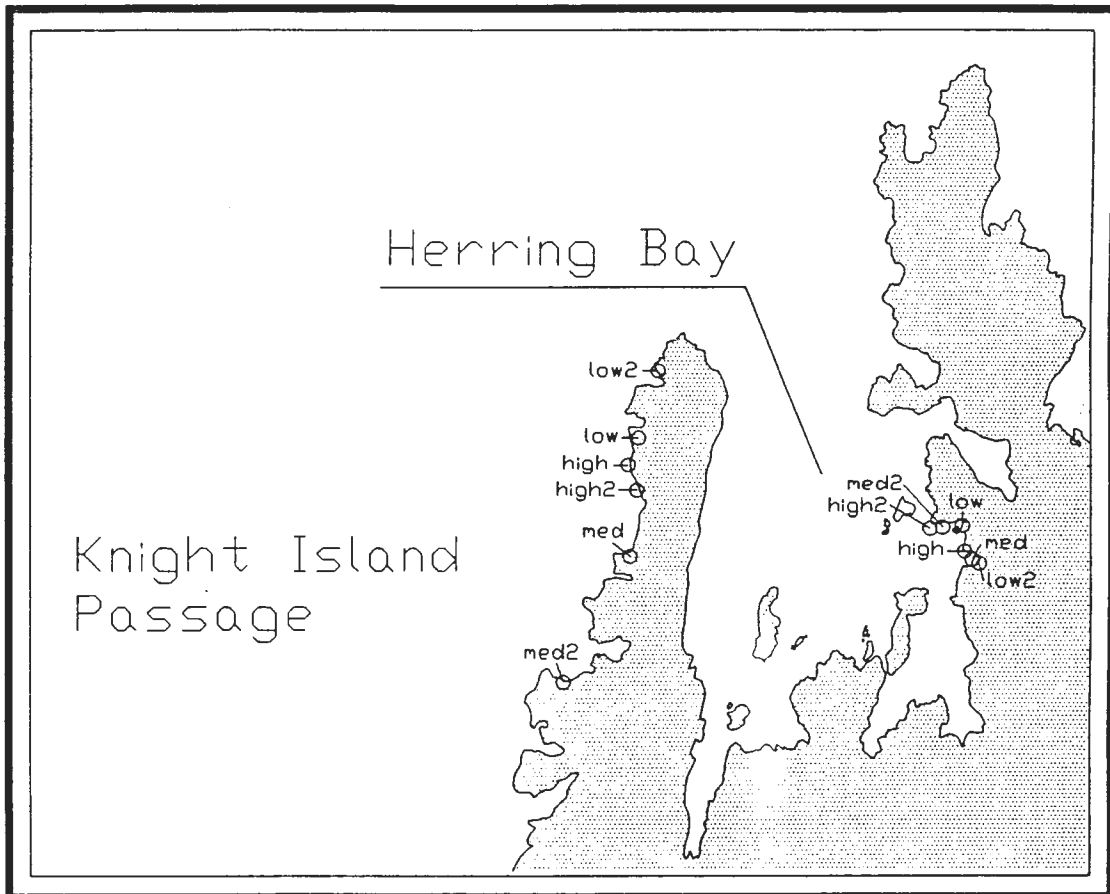 Herring Bay
low2
low
high
high2
med
med2
med2
high2
low
high
med
low2
Knight Island
Passage